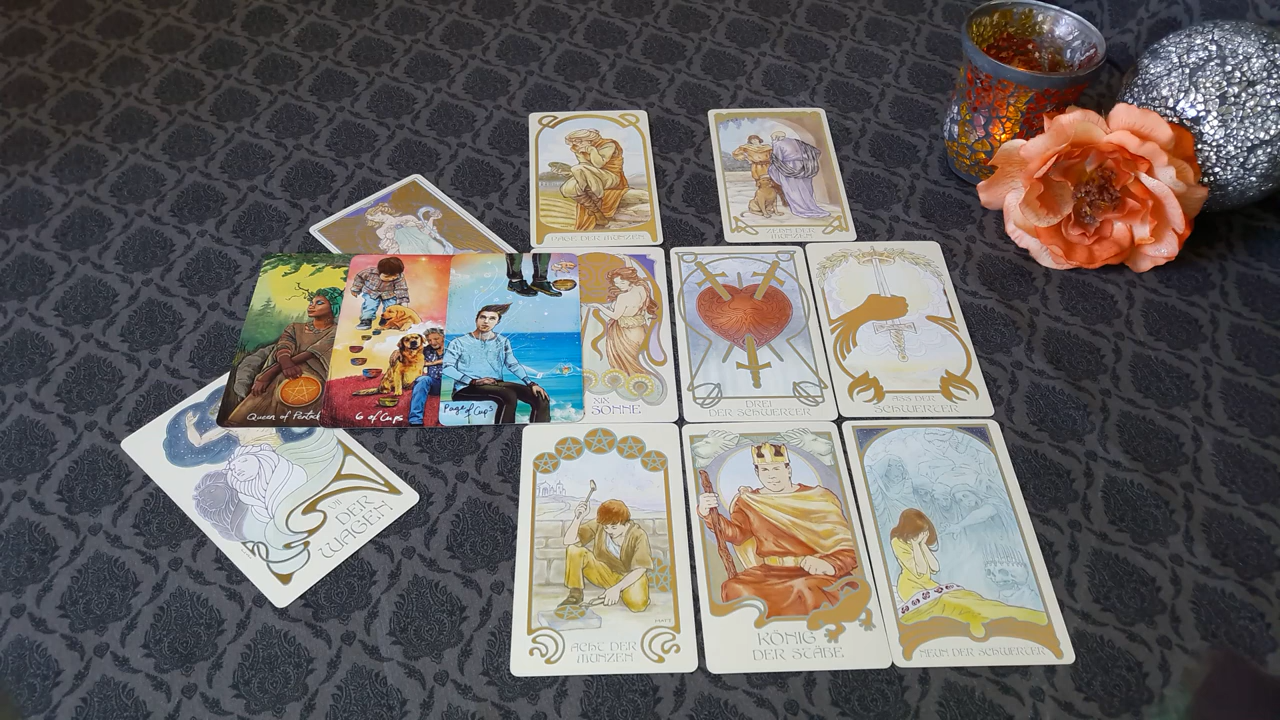 PAGE DER MÜNZEN
ZEHN DER MÜNZEN
Queen of Pentacl
6 of Cups
Page of Cups
XIX
SONNE
DREI
DER SCHWERTER
ASS DER
SCHWERTER
VII
DER
WAGEN
ACHT DER
MÜNZEN
KÖNIG
DER STÄBE
NEUN DER SCHWERTER